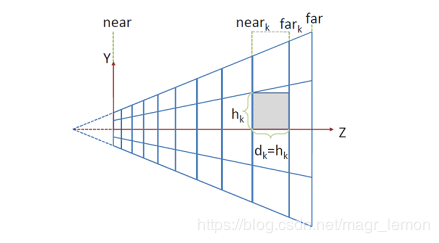 near
near_k
far_k
far
Y
h_k
Z
d_k=h_k
https://blog.csdn.net/magr_lemon